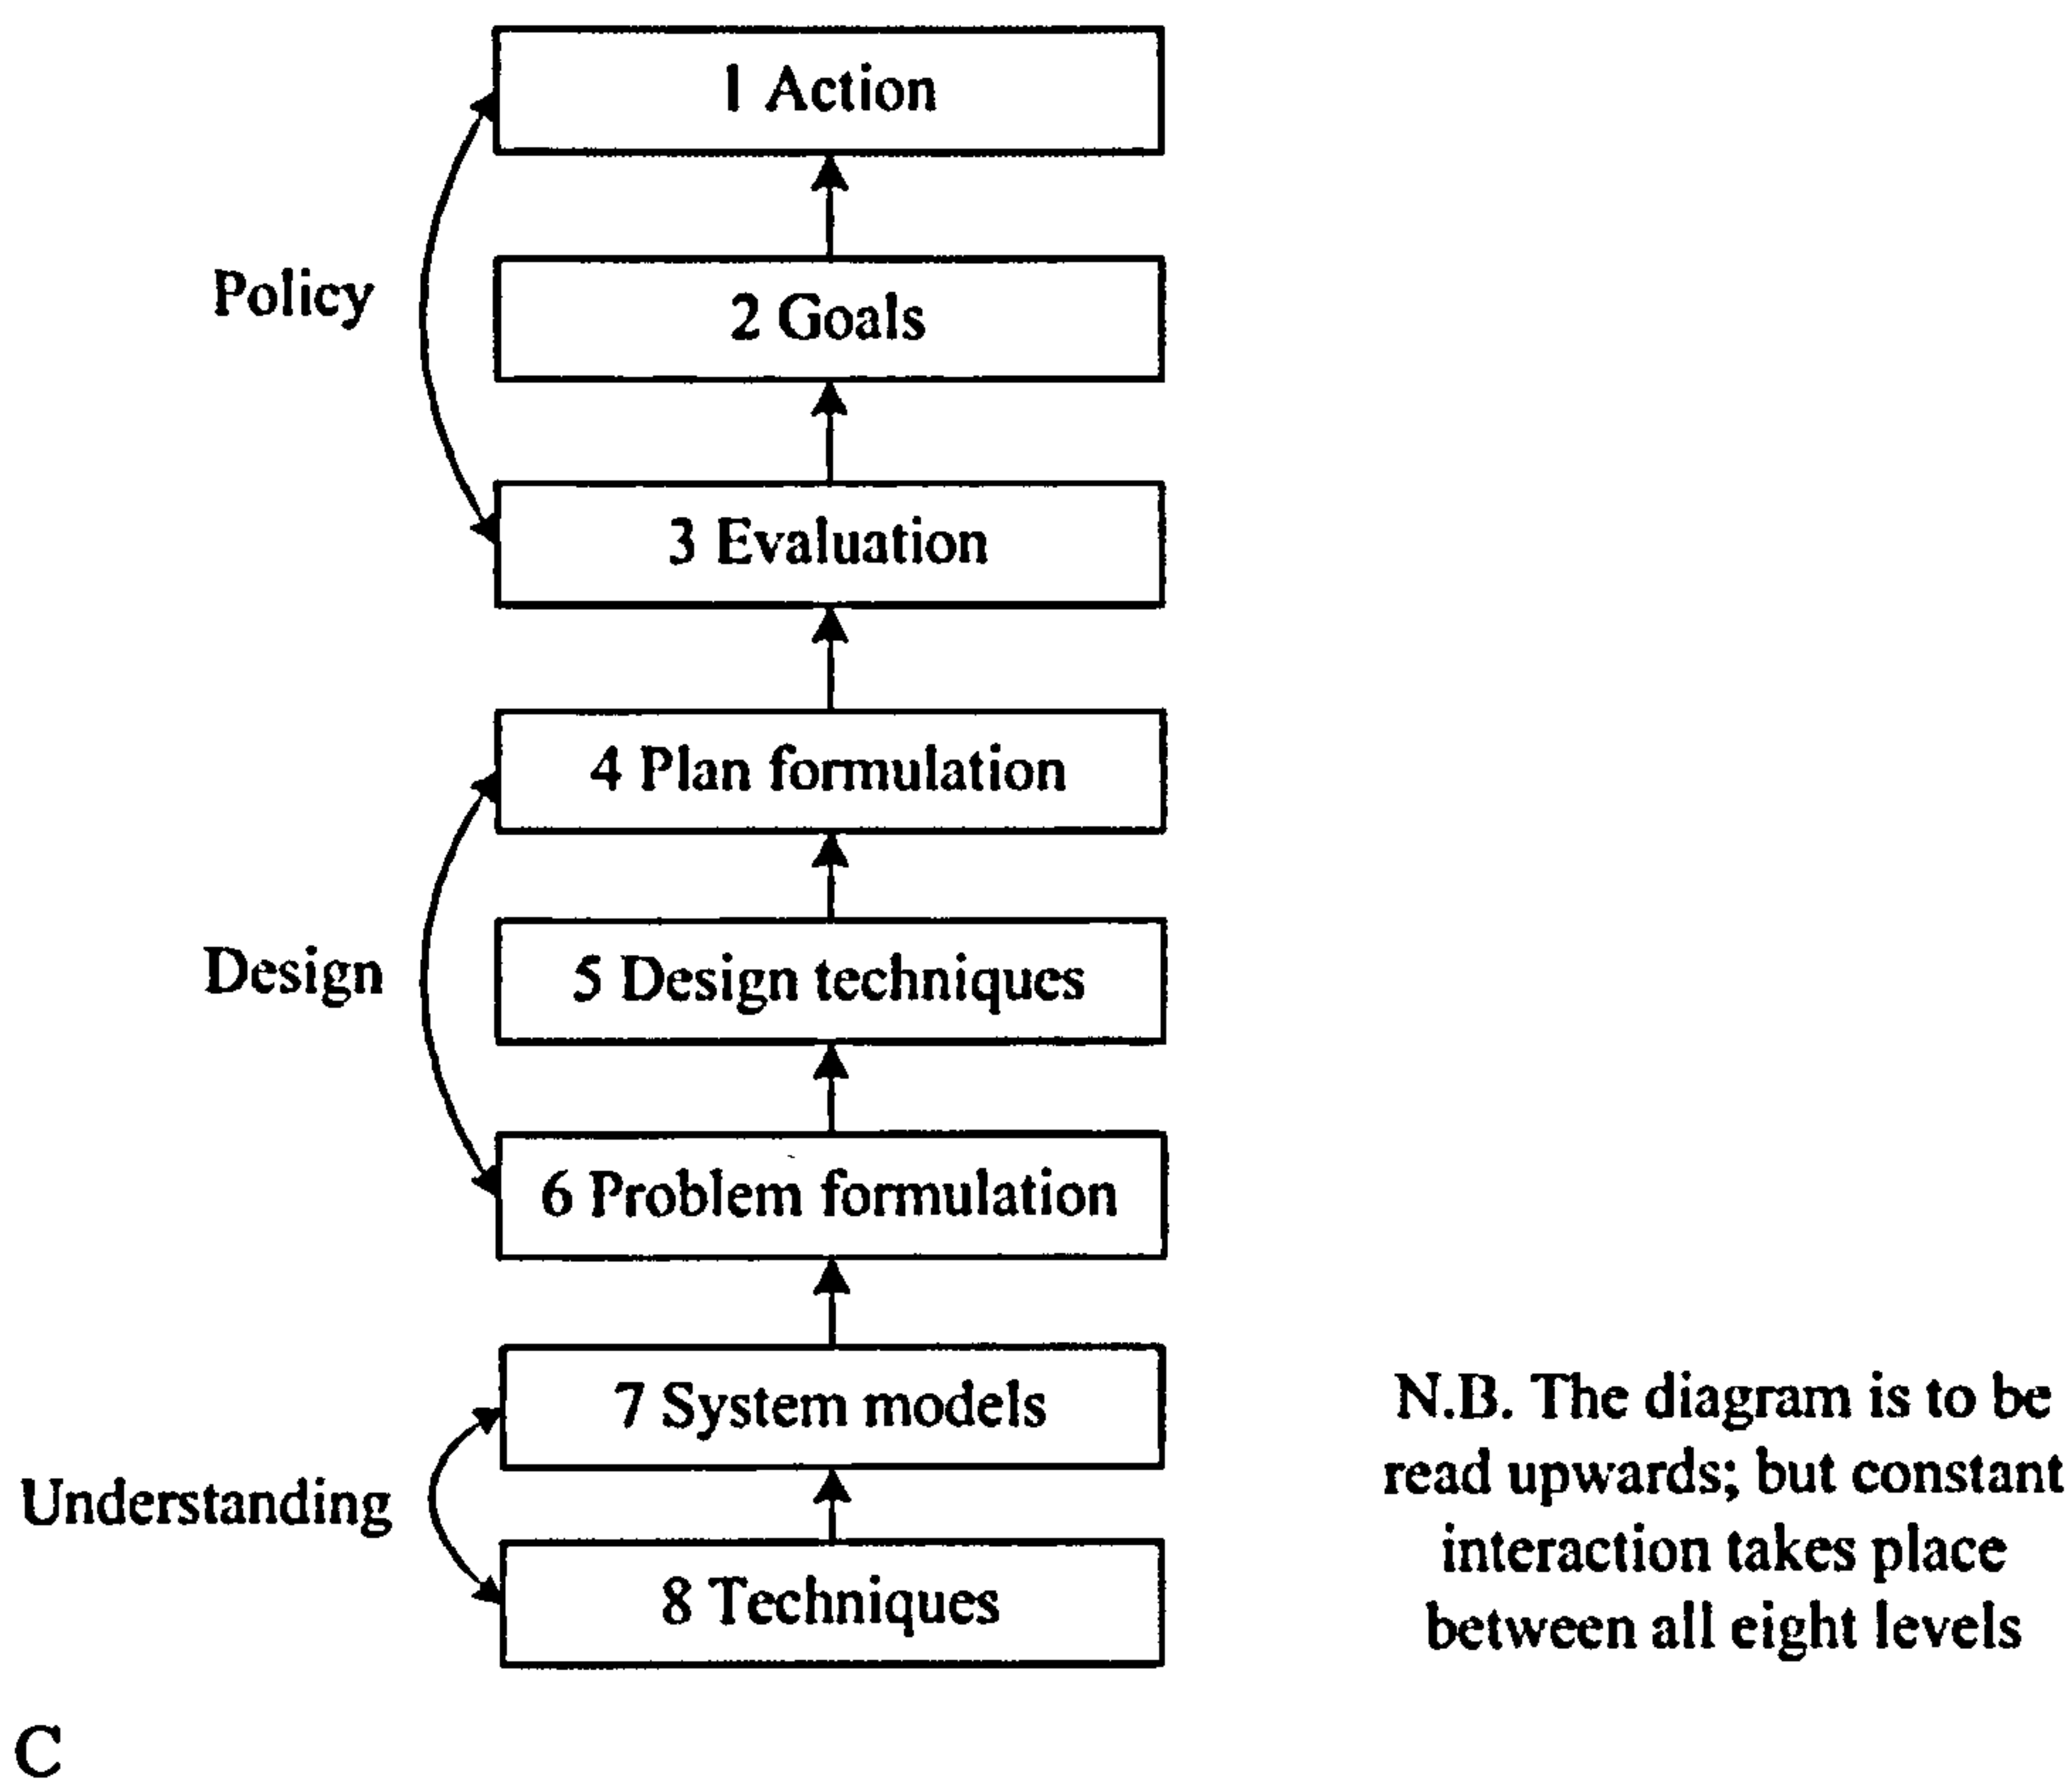 1 Action
Policy
2 Goals
3 Evaluation
4 Plan formulation
Design
5 Design techniques
6 Problem formulation
7 System models
Understanding
8 Techniques
N.B. The diagram is to be
read upwards; but constant
interaction takes place
between all eight levels
C